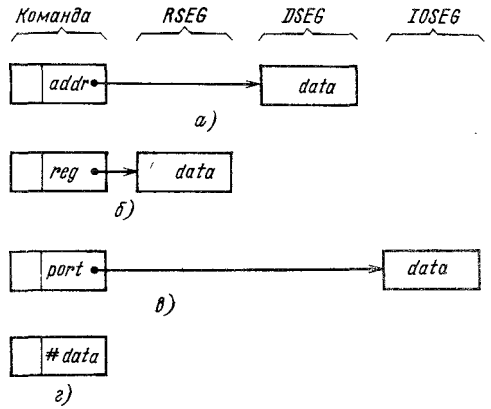 Команда RSEG DSEG IOSEG
addr data
а)
reg data
б)
port data
в)
# data
г)